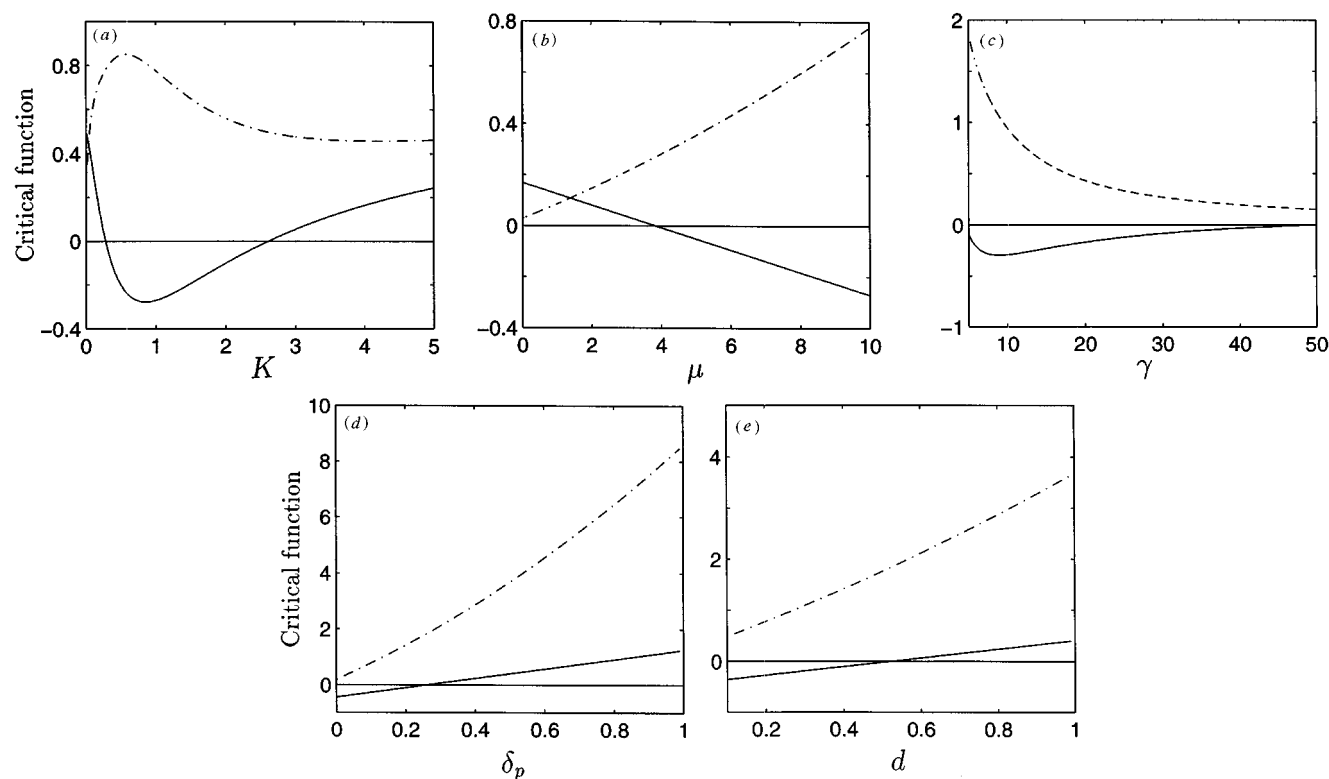 (a)
Critical function
0.8
0.4
0
−0.4
0 1 2 3 4 5
K
(b)
0.8
0.4
0
−0.4
0 2 4 6 8 10
μ
(c)
2
1
0
−1
10 20 30 40 50
γ
(d)
Critical function
10
8
6
4
2
0
0 0.2 0.4 0.6 0.8 1
δp
(e)
4
2
0
0.2 0.4 0.6 0.8 1
d